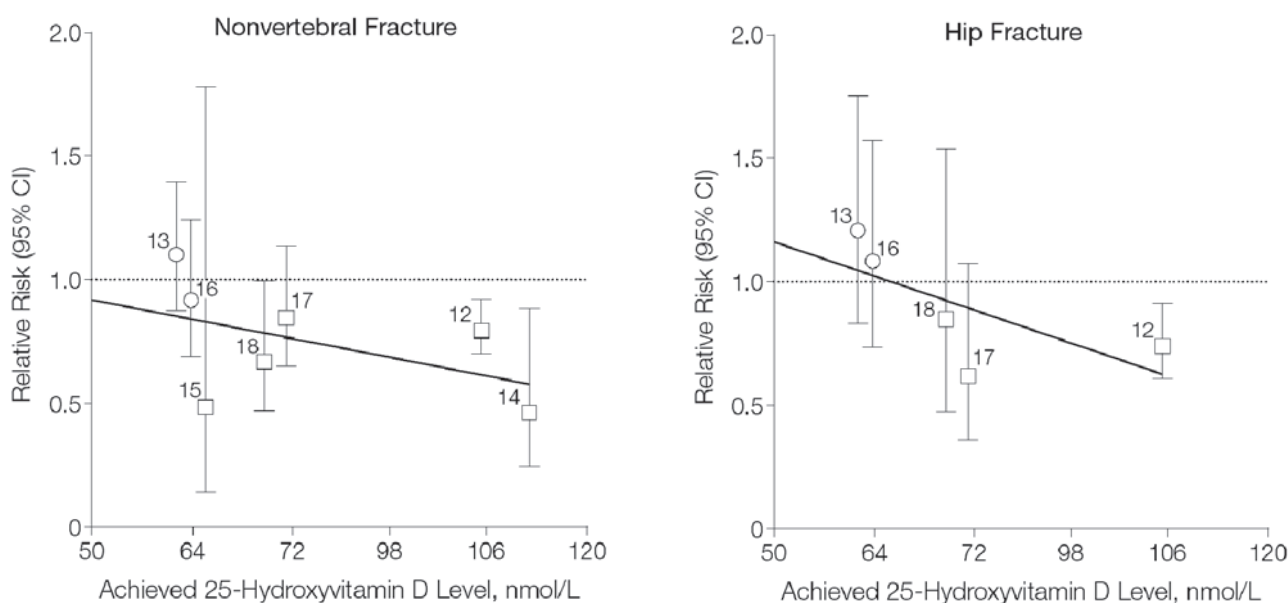 Nonvertebral Fracture
2.0
1.5
1.0
0.5
0
Relative Risk (95% CI)
13
16
15
18
17
12
14
50 64 72 98 106 120
Achieved 25-Hydroxyvitamin D Level, nmol/L
Hip Fracture
2.0
1.5
1.0
0.5
0
Relative Risk (95% CI)
13
16
18
17
12
50 64 72 98 106 120
Achieved 25-Hydroxyvitamin D Level, nmol/L